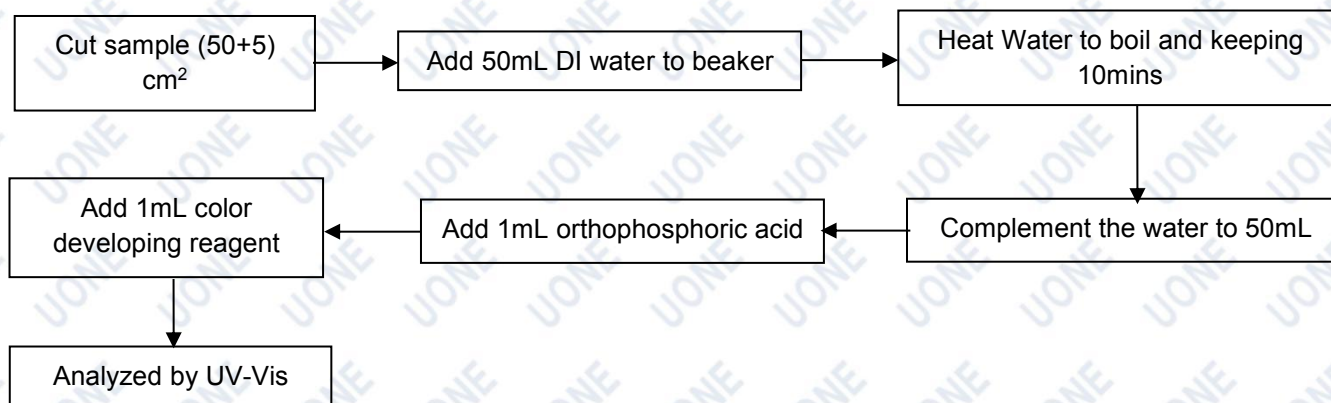 Cut sample (50+5)
cm²
Add 50mL DI water to beaker
Heat Water to boil and keeping
10mins
Complement the water to 50mL
Add 1mL orthophosphoric acid
Add 1mL color
developing reagent
Analyzed by UV-Vis
UONE